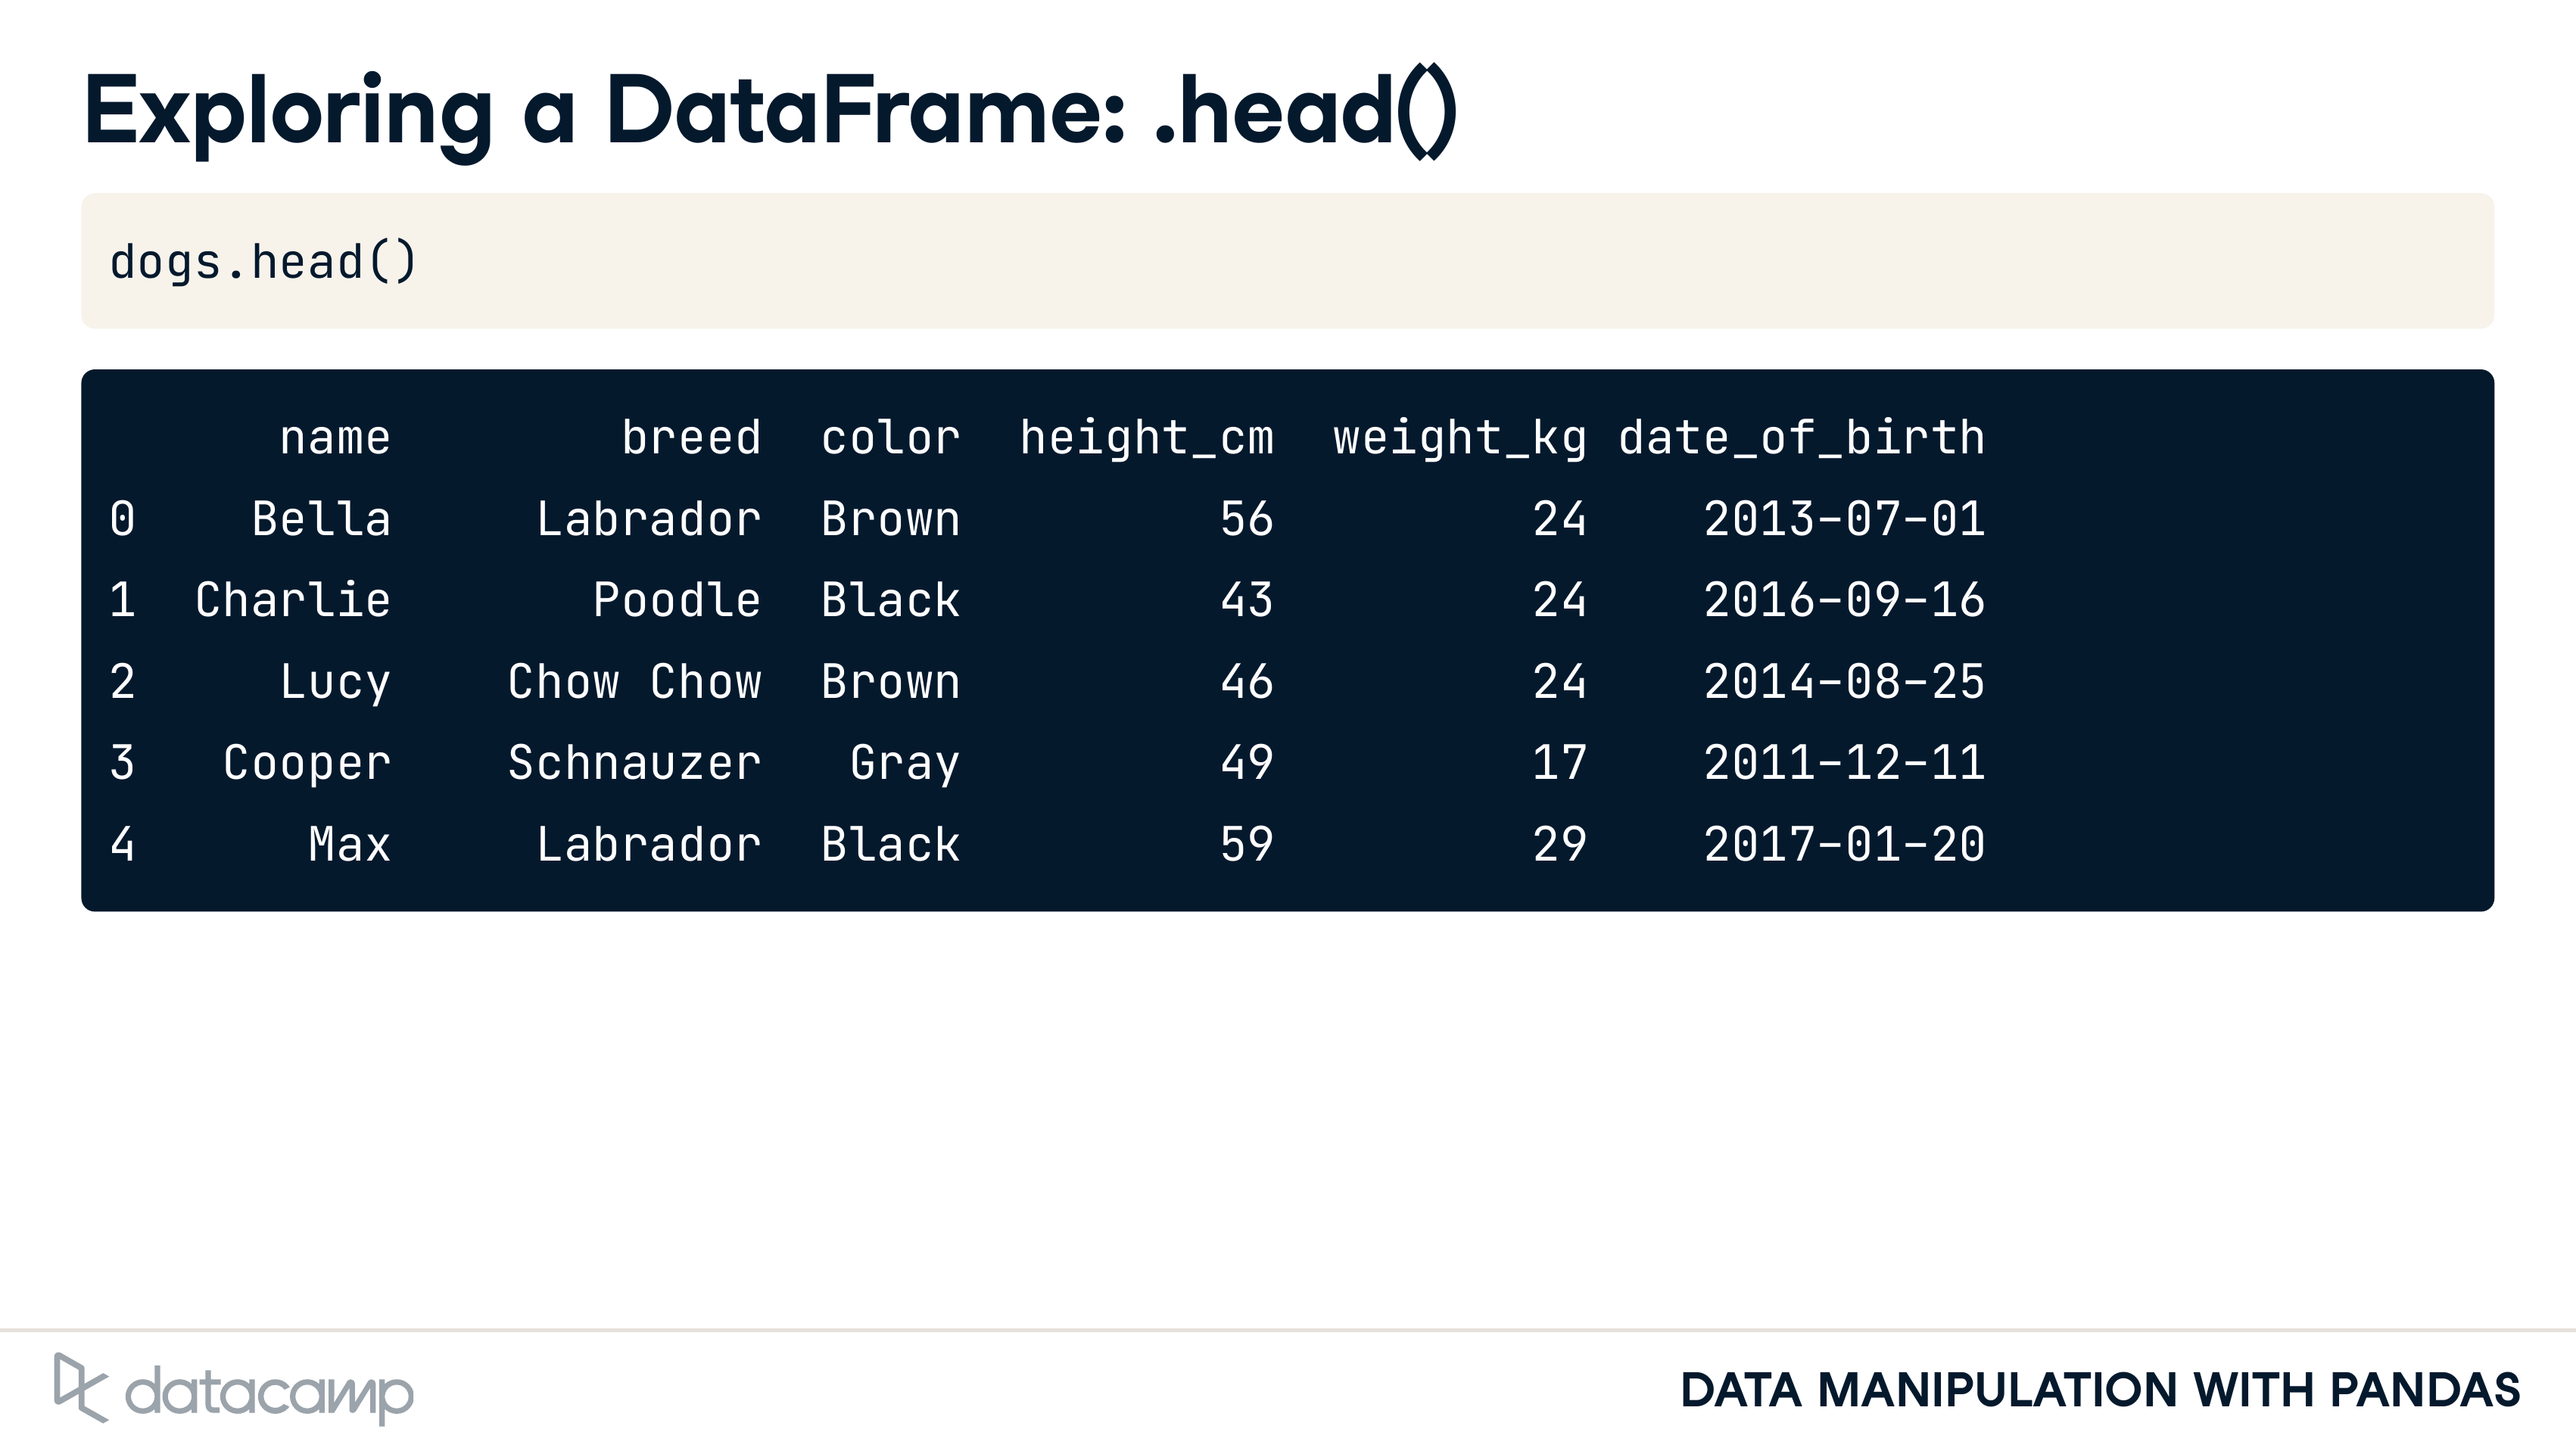 Exploring a DataFrame: .head()
dogs.head()
name breed color height_cm weight_kg date_of_birth
0 Bella Labrador Brown 56 24 2013-07-01
1 Charlie Poodle Black 43 24 2016-09-16
2 Lucy Chow Chow Brown 46 24 2014-08-25
3 Cooper Schnauzer Gray 49 17 2011-12-11
4 Max Labrador Black 59 29 2017-01-20
datacamp
DATA MANIPULATION WITH PANDAS